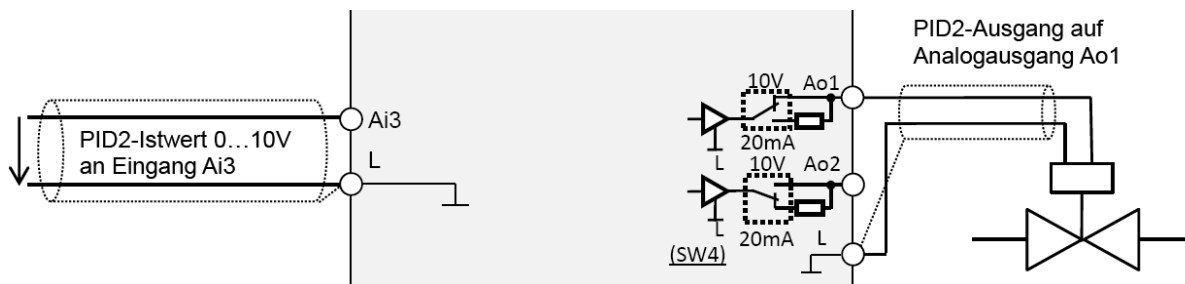 PID2-Istwert 0...10V
an Eingang Ai3
Ai3
L
10V
Ao1
L
20mA
10V
Ao2
L
20mA
L
(SW4)
PID2-Ausgang auf
Analogausgang Ao1